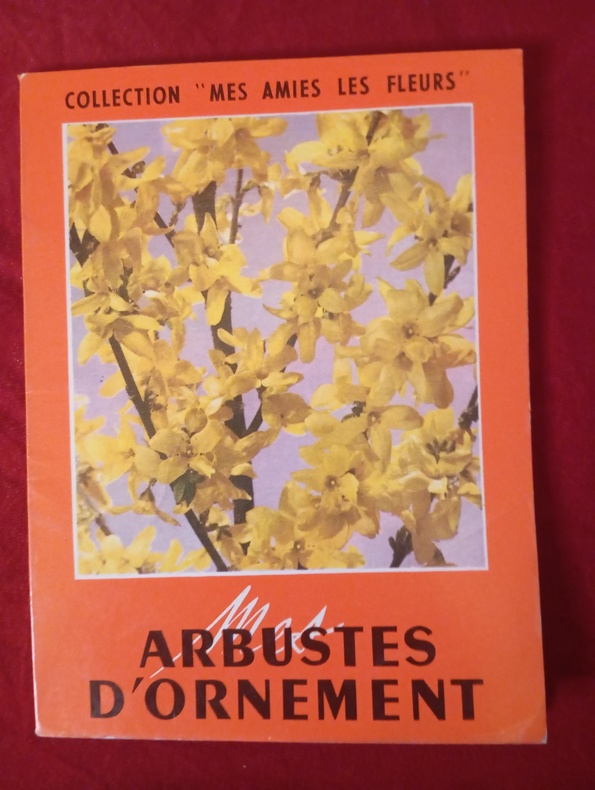 COLLECTION "MES AMIES LES FLEURS"
Mes
ARBUSTES
D'ORNEMENT